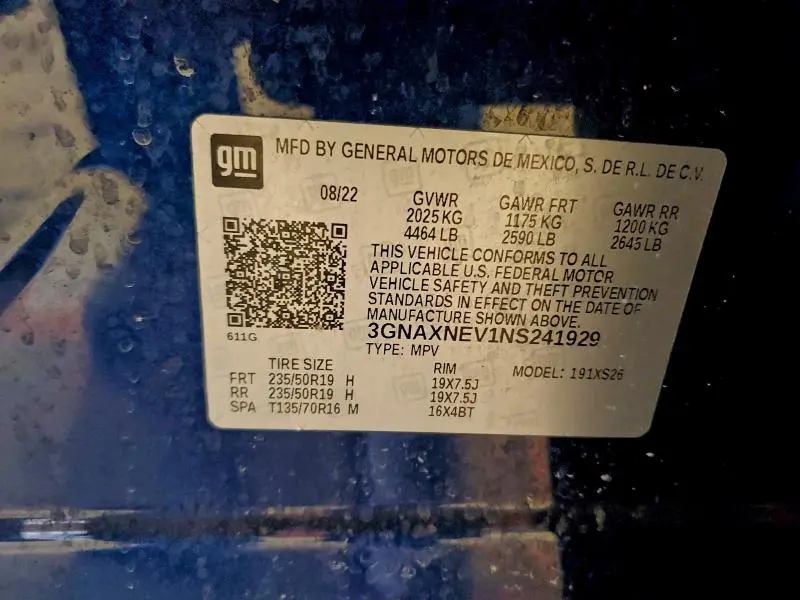 gm MFD BY GENERAL MOTORS DE MEXICO, S. DE R.L. DE C.V.
08/22
GVWR GAWR FRT GAWR RR
2025 KG 1175 KG 1200 KG
4464 LB 2590 LB 2645 LB
THIS VEHICLE CONFORMS TO ALL
APPLICABLE U.S. FEDERAL MOTOR
VEHICLE SAFETY AND THEFT PREVENTION
STANDARDS IN EFFECT ON THE DATE OF
MANUFACTURE SHOWN ABOVE.
611G
3GNAXNEV1NS241929
TYPE: MPV
TIRE SIZE RIM MODEL: 191XS26
FRT 235/50R19 H 19X7.5J
RR 235/50R19 H 19X7.5J
SPA T135/70R16 M 16X4BT